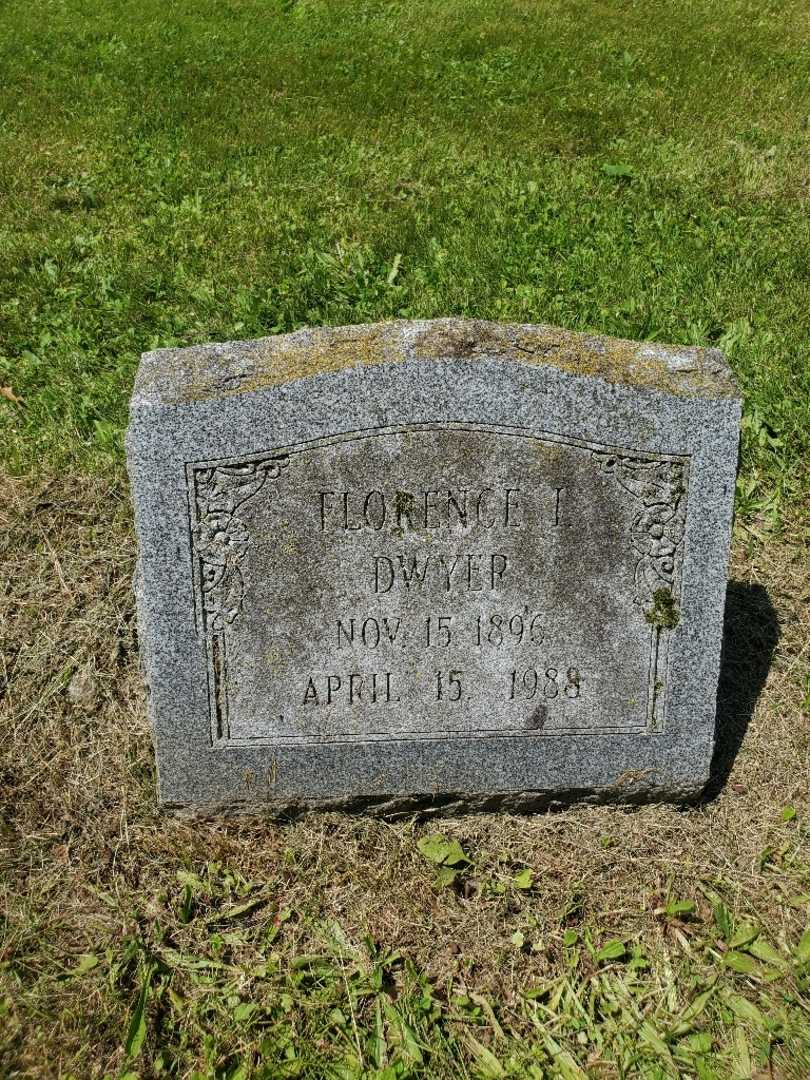 FLORENCE I.
DWYER
NOV. 15 1896
APRIL 15, 1988